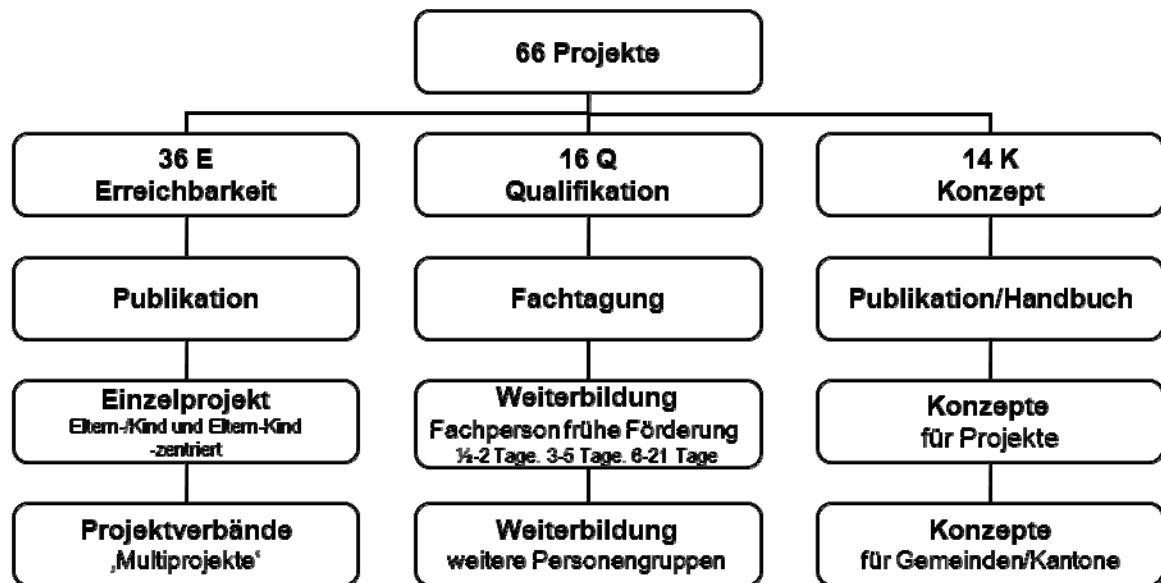 66 Projekte
36 E
Erreichbarkeit
16 Q
Qualifikation
14 K
Konzept
Publikation
Fachtagung
Publikation/Handbuch
Einzelprojekt
Eltern-/Kind und Eltern-Kind
-zentriert
Weiterbildung
Fachperson frühe Förderung
½-2 Tage. 3-5 Tage. 6-21 Tage
Konzepte
für Projekte
Projektverbände
‚Multiprojekte‘
Weiterbildung
weitere Personengruppen
Konzepte
für Gemeinden/Kantone